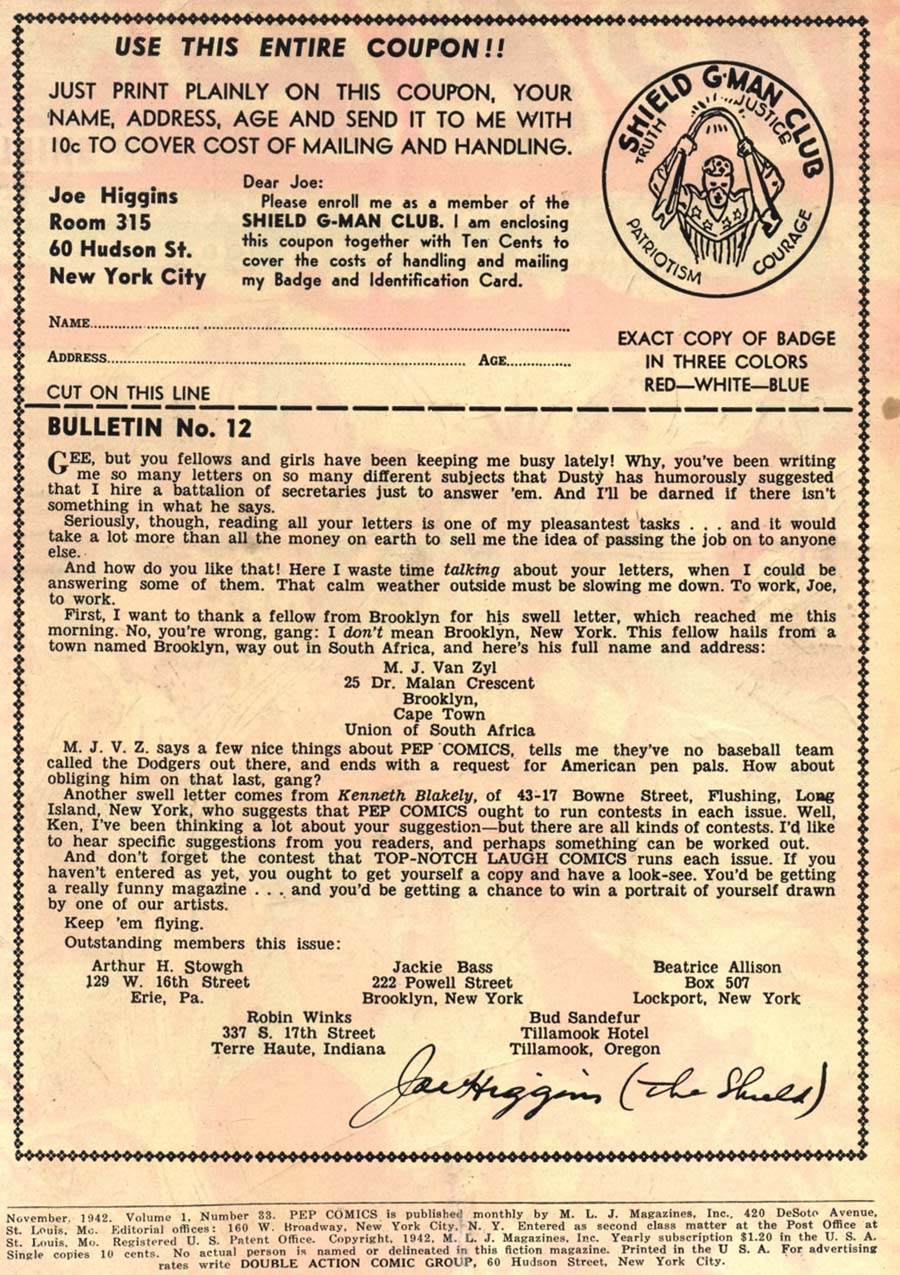 USE THIS ENTIRE COUPON!!
JUST PRINT PLAINLY ON THIS COUPON, YOUR
NAME, ADDRESS, AGE AND SEND IT TO ME WITH
10c TO COVER COST OF MAILING AND HANDLING.
Joe Higgins
Room 315
60 Hudson St.
New York City
Dear Joe:
Please enroll me as a member of the
SHIELD G-MAN CLUB. I am enclosing
this coupon together with Ten Cents to
cover the costs of handling and mailing
my Badge and Identification Card.
SHIELD G-MAN CLUB
TRUTH
JUSTICE
PATRIOTISM
COURAGE
EXACT COPY OF BADGE
IN THREE COLORS
RED—WHITE—BLUE
NAME
ADDRESS AGE
CUT ON THIS LINE
BULLETIN No. 12
GEE, but you fellows and girls have been keeping me busy lately! Why, you've been writing
me so many letters on so many different subjects that Dusty has humorously suggested
that I hire a battalion of secretaries just to answer 'em. And I'll be darned if there isn't
something in what he says.
Seriously, though, reading all your letters is one of my pleasantest tasks . . . and it would
take a lot more than all the money on earth to sell me the idea of passing the job on to anyone
else.
And how do you like that! Here I waste time talking about your letters, when I could be
answering some of them. That calm weather outside must be slowing me down. To work, Joe,
to work.
First, I want to thank a fellow from Brooklyn for his swell letter, which reached me this
morning. No, you're wrong, gang: I don't mean Brooklyn, New York. This fellow hails from a
town named Brooklyn, way out in South Africa, and here's his full name and address:
M. J. Van Zyl
25 Dr. Malan Crescent
Brooklyn,
Cape Town
Union of South Africa
M. J. V. Z. says a few nice things about PEP COMICS, tells me they've no baseball team
called the Dodgers out there, and ends with a request for American pen pals. How about
obliging him on that last, gang?
Another swell letter comes from Kenneth Blakely, of 43-17 Bowne Street, Flushing, Long
Island, New York, who suggests that PEP COMICS ought to run contests in each issue. Well,
Ken, I've been thinking a lot about your suggestion—but there are all kinds of contests. I'd like
to hear specific suggestions from you readers, and perhaps something can be worked out.
And don't forget the contest that TOP-NOTCH LAUGH COMICS runs each issue. If you
haven't entered as yet, you ought to get yourself a copy and have a look-see. You'd be getting
a really funny magazine . . . and you'd be getting a chance to win a portrait of yourself drawn
by one of our artists.
Keep 'em flying.
Outstanding members this issue:
Arthur H. Stowgh
129 W. 16th Street
Erie, Pa.
Jackie Bass
222 Powell Street
Brooklyn, New York
Beatrice Allison
Box 507
Lockport, New York
Robin Winks
337 S. 17th Street
Terre Haute, Indiana
Bud Sandefur
Tillamook Hotel
Tillamook, Oregon
Joe Higgins (The Shield)
November, 1942. Volume 1, Number 33. PEP COMICS is published monthly by M. L. J. Magazines, Inc., 420 DeSoto Avenue,
St. Louis, Mo. Editorial offices: 160 W. Broadway, New York City, N. Y. Entered as second class matter at the Post Office at
St. Louis, Mo. Registered U. S. Patent Office. Copyright, 1942, M. L. J. Magazines, Inc. Yearly subscription $1.20 in the U. S. A.
Single copies 10 cents. No actual person is named or delineated in this fiction magazine. Printed in the U S A. For advertising
rates write DOUBLE ACTION COMIC GROUP, 60 Hudson Street, New York City.